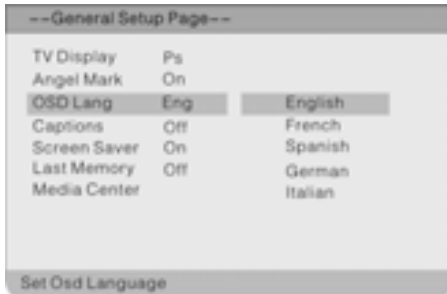 --General Setup Page--
TV Display Ps
Angel Mark On
OSD Lang Eng English
Captions Off French
Screen Saver On Spanish
Last Memory Off German
Media Center Italian
Set Osd Language